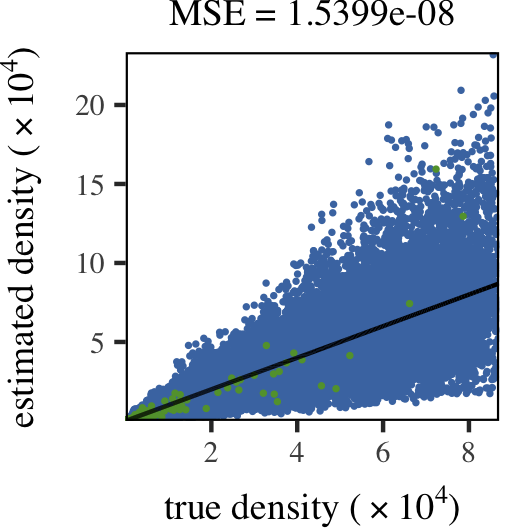 MSE = 1.5399e-08
estimated density ( × 10⁴)
20
15
10
5
2 4 6 8
true density ( × 10⁴)